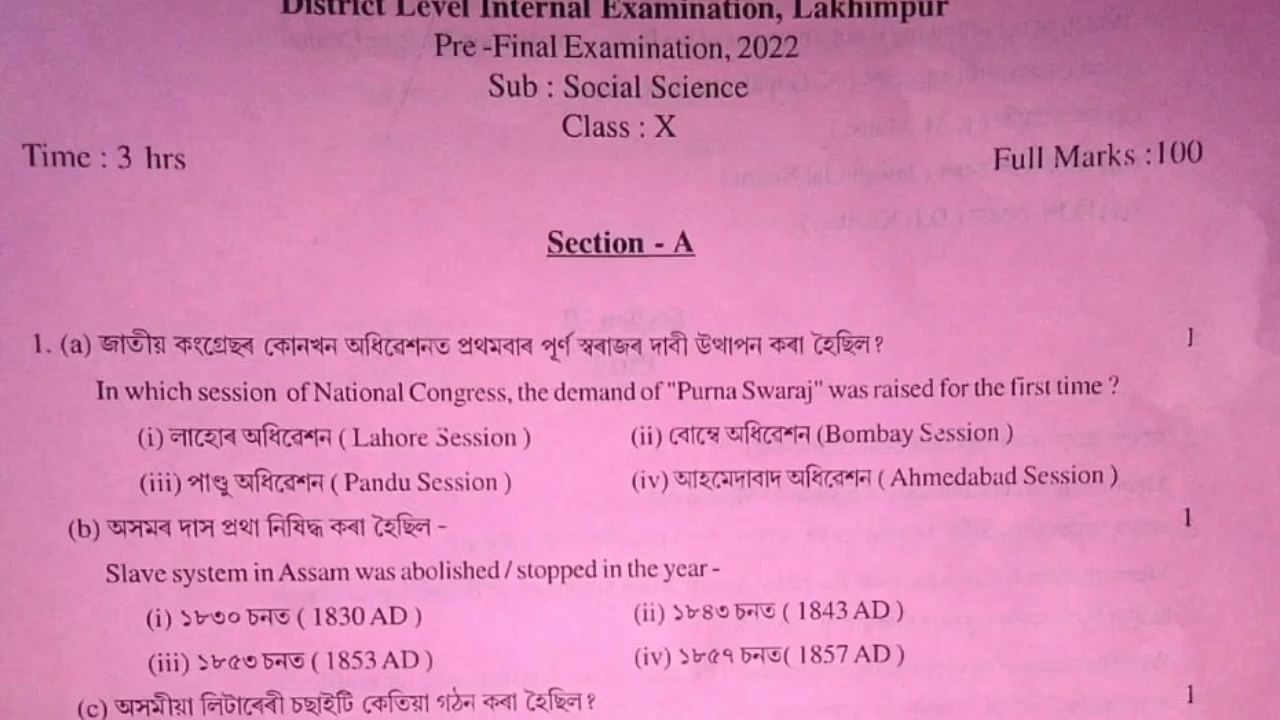 District Level Internal Examination, Lakhimpur
Pre -Final Examination, 2022
Sub : Social Science
Class : X
Time : 3 hrs Full Marks :100
Section - A
1. (a) জাতীয় কংগ্ৰেছৰ কোনখন অধিৱেশনত প্ৰথমবাৰ পূৰ্ণ স্বৰাজৰ দাবী উত্থাপন কৰা হৈছিল? 1
In which session of National Congress, the demand of "Purna Swaraj" was raised for the first time ?
(i) লাহোৰ অধিৱেশন ( Lahore Session ) (ii) বোম্বে অধিৱেশন (Bombay Session )
(iii) পাণ্ডু অধিৱেশন ( Pandu Session ) (iv) আহমেদাবাদ অধিৱেশন ( Ahmedabad Session )
(b) অসমৰ দাস প্ৰথা নিষিদ্ধ কৰা হৈছিল - 1
Slave system in Assam was abolished / stopped in the year -
(i) ১৮৩০ চনত ( 1830 AD ) (ii) ১৮৪৩ চনত ( 1843 AD )
(iii) ১৮৫৩ চনত ( 1853 AD ) (iv) ১৮৫৭ চনত( 1857 AD )
(c) অসমীয়া লিটাৰেৰী চছাইটি কেতিয়া গঠন কৰা হৈছিল? 1